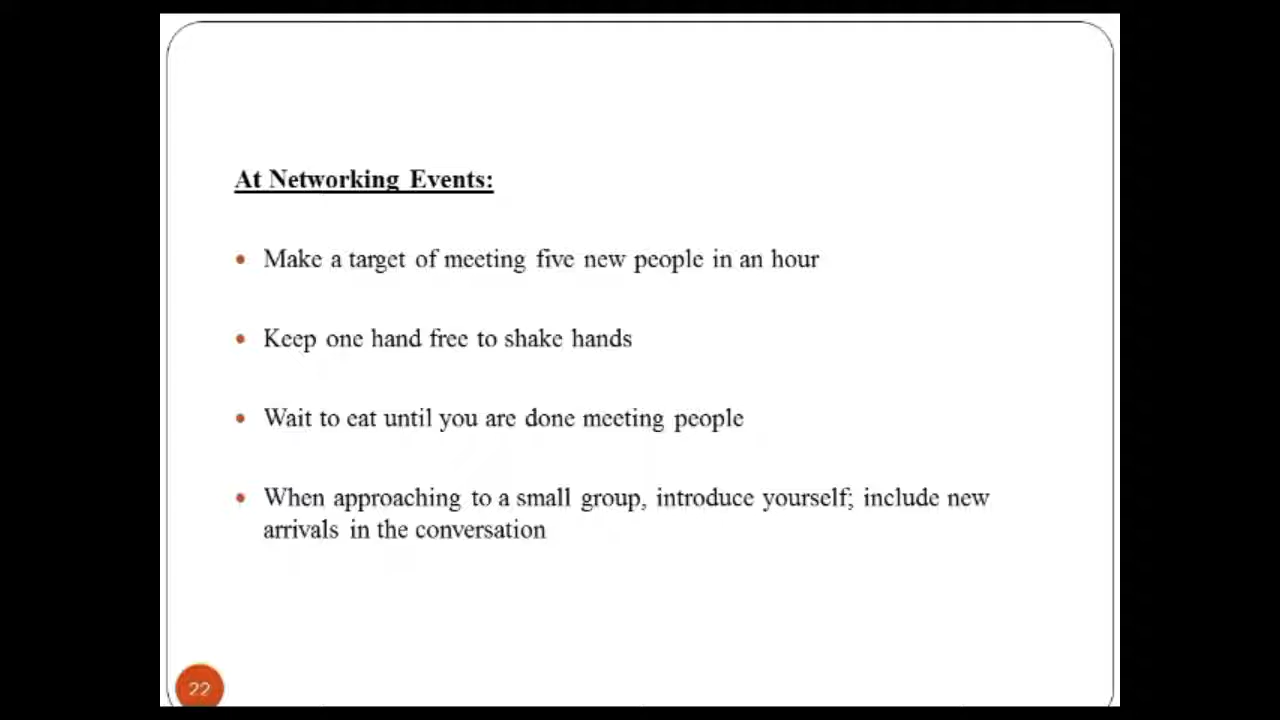 At Networking Events:
• Make a target of meeting five new people in an hour
• Keep one hand free to shake hands
• Wait to eat until you are done meeting people
• When approaching to a small group, introduce yourself; include new
arrivals in the conversation
22